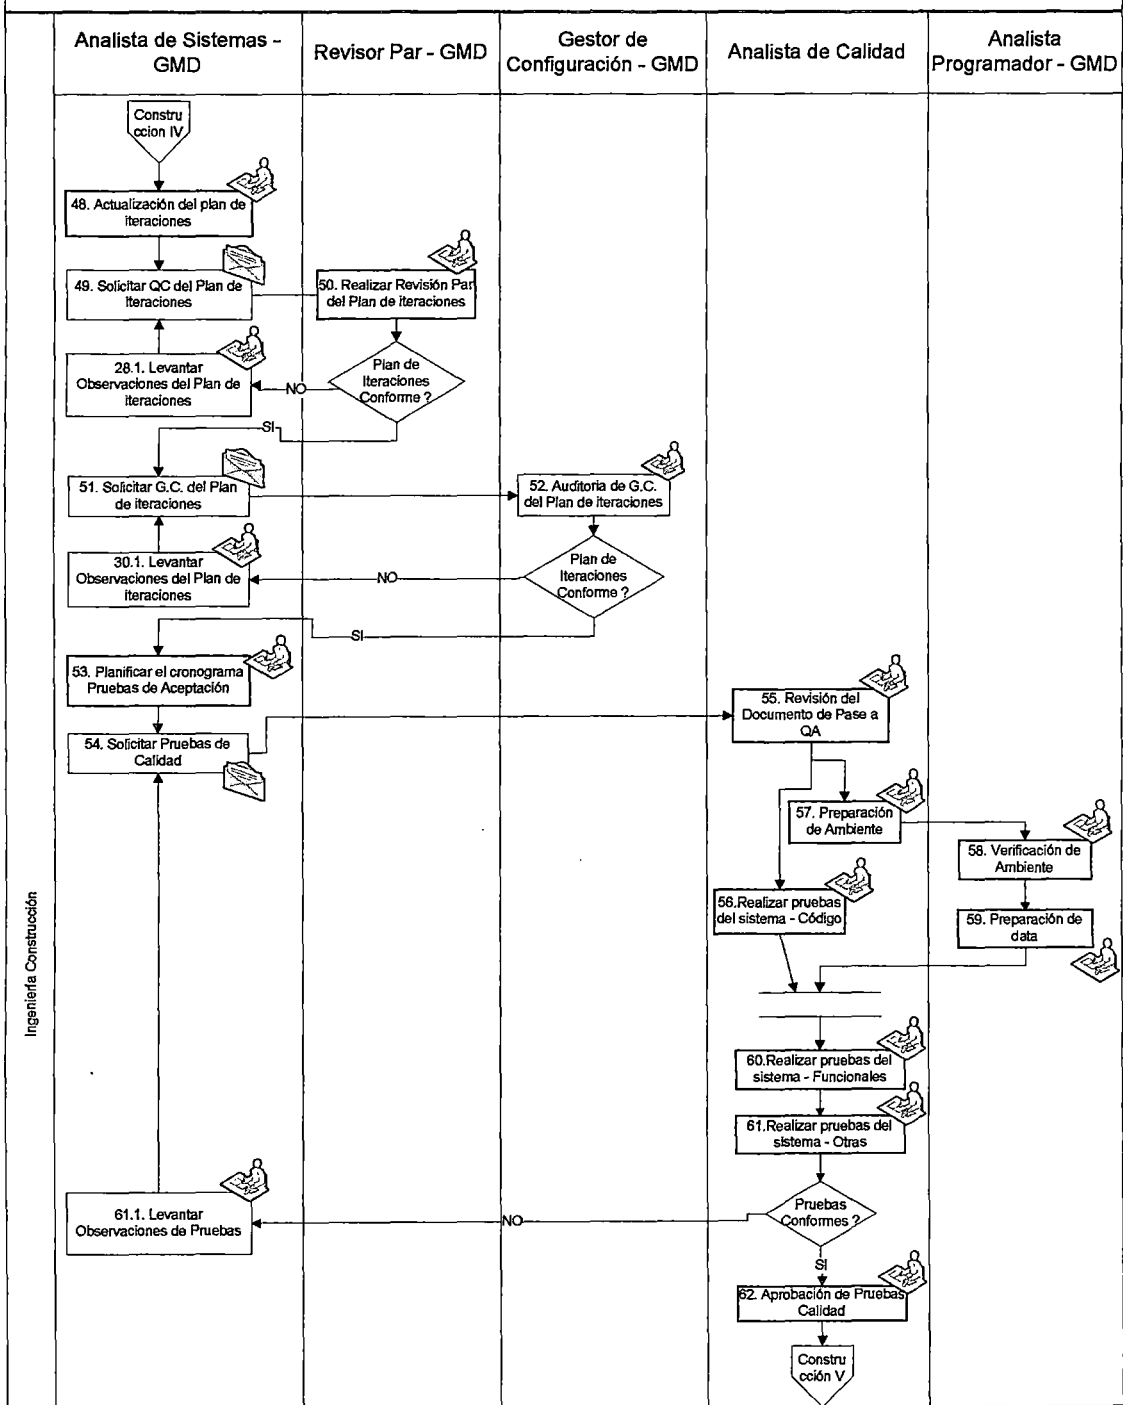 Analista de Sistemas -
GMD
Revisor Par - GMD
Gestor de
Configuración - GMD
Analista de Calidad
Analista
Programador - GMD
Constru
ccion IV
48. Actualización del plan de
iteraciones
49. Solicitar QC del Plan de
Iteraciones
50. Realizar Revisión Par
del Plan de iteraciones
28.1. Levantar
Observaciones del Plan de
Iteraciones
NO
Plan de
Iteraciones
Conforme ?
SI
51. Solicitar G.C. del Plan
de iteraciones
52. Auditoria de G.C.
del Plan de iteraciones
30.1. Levantar
Observaciones del Plan de
iteraciones
NO
Plan de
Iteraciones
Conforme ?
SI
53. Planificar el cronograma
Pruebas de Aceptación
54. Solicitar Pruebas de
Calidad
55. Revisión del
Documento de Pase a
QA
57. Preparación
de Ambiente
58. Verificación de
Ambiente
56.Realizar pruebas
del sistema - Código
59. Preparación de
data
Ingeniería Construcción
60.Realizar pruebas del
sistema - Funcionales
61.Realizar pruebas del
sistema - Otras
61.1. Levantar
Observaciones de Pruebas
NO
Pruebas
Conformes ?
SI
62. Aprobación de Pruebas
Calidad
Constru
cción V